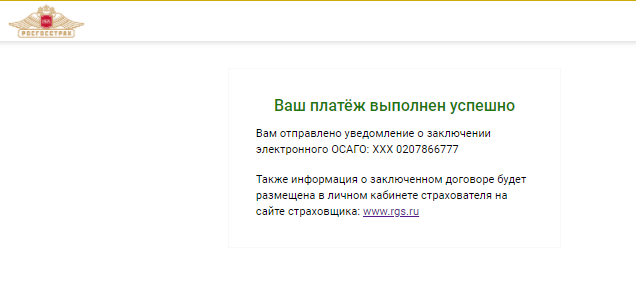 РОСГОССТРАХ
Ваш платёж выполнен успешно
Вам отправлено уведомление о заключении
электронного ОСАГО: XXX 0207866777
Также информация о заключенном договоре будет
размещена в личном кабинете страхователя на
сайте страховщика: www.rgs.ru